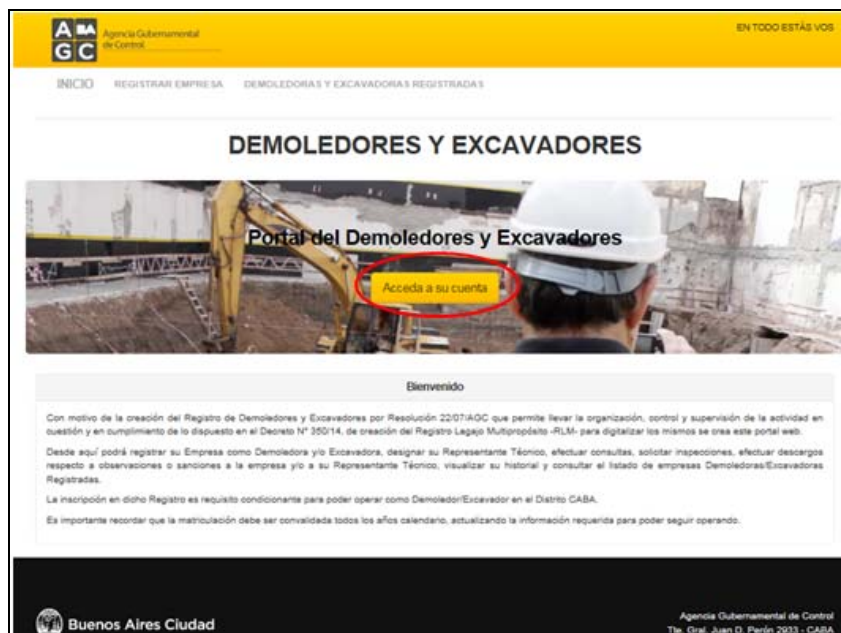 A BA
G C
Agencia Gubernamental
de Control
EN TODO ESTÁS VOS
INICIO REGISTRAR EMPRESA DEMOLEDORAS Y EXCAVADORAS REGISTRADAS
DEMOLEDORES Y EXCAVADORES
Portal del Demoledores y Excavadores
Acceda a su cuenta
Bienvenido
Con motivo de la creación del Registro de Demoledores y Excavadores por Resolución 22/07/AGC que permite llevar la organización, control y supervisión de la actividad en
cuestión y en cumplimiento de lo dispuesto en el Decreto N° 350/14, de creación del Registro Legajo Multipropósito -RLM- para digitalizar los mismos se crea este portal web.
Desde aquí podrá registrar su Empresa como Demoledora y/o Excavadora, designar su Representante Técnico, efectuar consultas, solicitar inspecciones, efectuar descargos
respecto a observaciones o sanciones a la empresa y/o a su Representante Técnico, visualizar su historial y consultar el listado de empresas Demoledoras/Excavadoras
Registradas.
La inscripción en dicho Registro es requisito condicionante para poder operar como Demoledor/Excavador en el Distrito CABA.
Es importante recordar que la matriculación debe ser convalidada todos los años calendario, actualizando la información requerida para poder seguir operando.
Buenos Aires Ciudad
Agencia Gubernamental de Control
Tte. Gral. Juan D. Perón 2933 - CABA